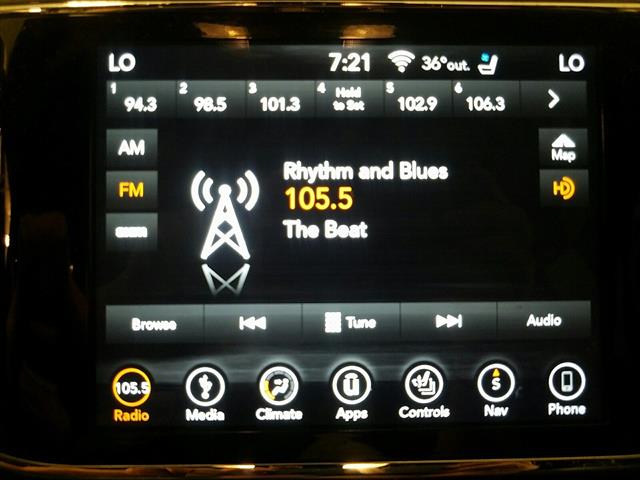 LO 7:21 36°out. LO
1 94.3 2 98.5 3 101.3 4 Hold to Set 5 102.9 6 106.3
AM
Map
Rhythm and Blues
FM
105.5
HD
The Beat
Browse Tune Audio
105.5 S
Radio Media Climate Apps Controls Nav Phone